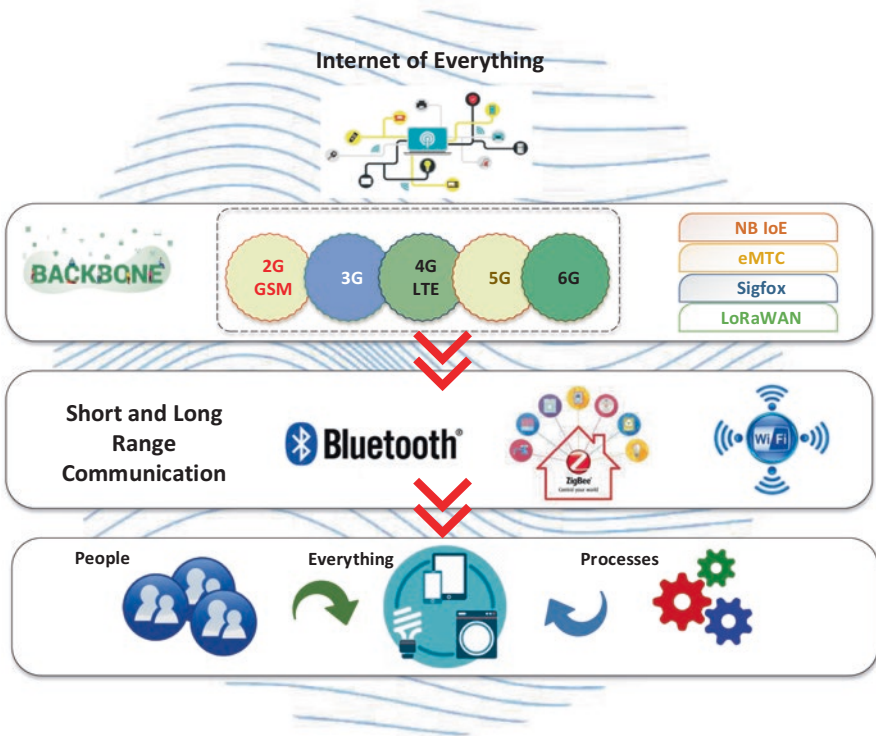 Internet of Everything
BACKBONE
2G
GSM
3G
4G
LTE
5G
6G
NB IoE
eMTC
Sigfox
LoRaWAN
Short and Long
Range
Communication
Bluetooth®
ZigBee®
Control your world
Wi Fi
People
Everything
Processes